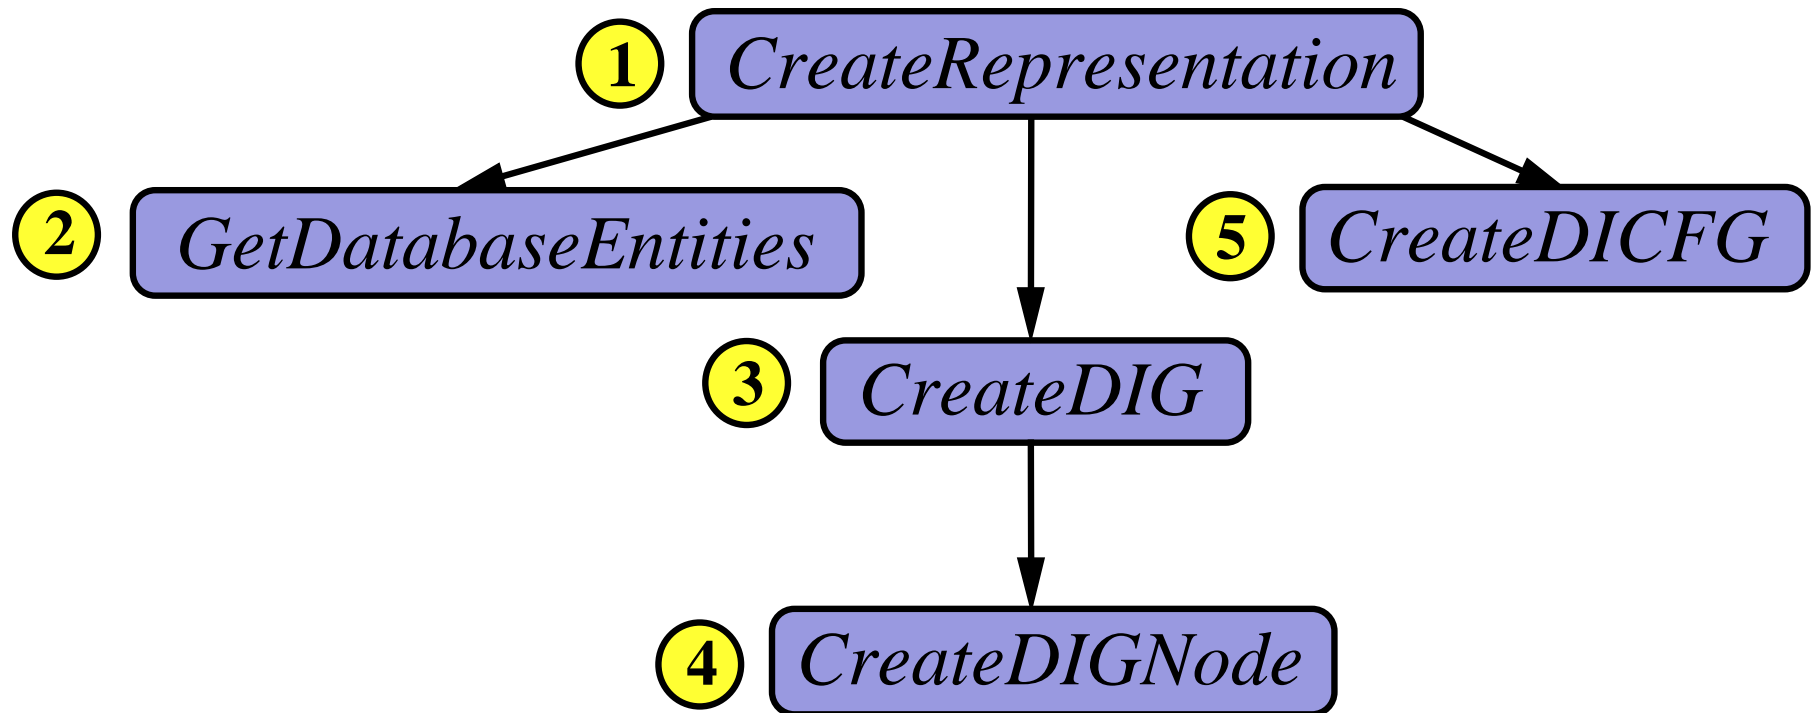 1 CreateRepresentation
2 GetDatabaseEntities
5 CreateDICFG
3 CreateDIG
4 CreateDIGNode